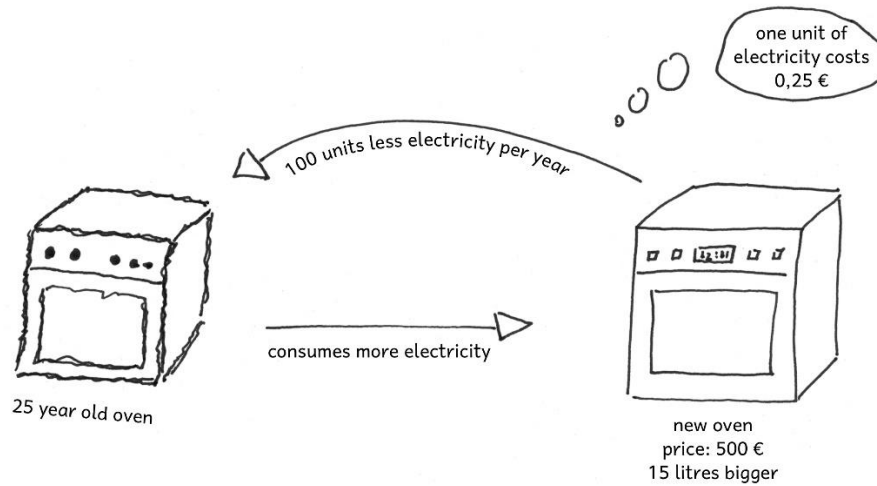 one unit of
electricity costs
0,25 €
100 units less electricity per year
consumes more electricity
25 year old oven
new oven
price: 500 €
15 litres bigger